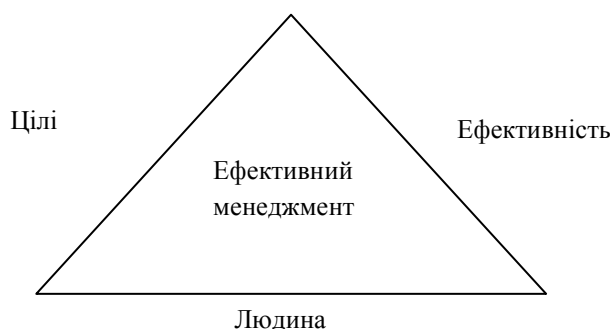 Цілі
Ефективність
Ефективний
менеджмент
Людина